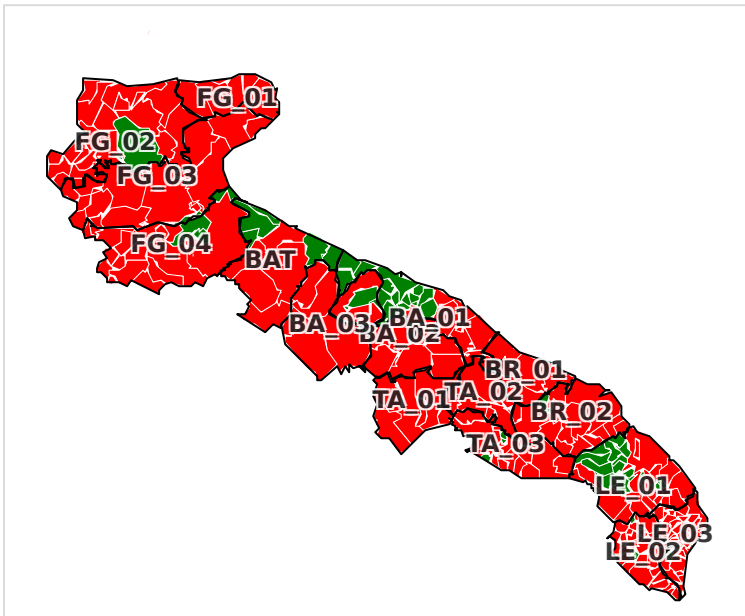 FG_01
FG_02
FG_03
FG_04
BAT
BA_01
BA_03
BA_02
BR_01
TA_02
TA_01
BR_02
TA_03
LE_01
LE_03
LE_02